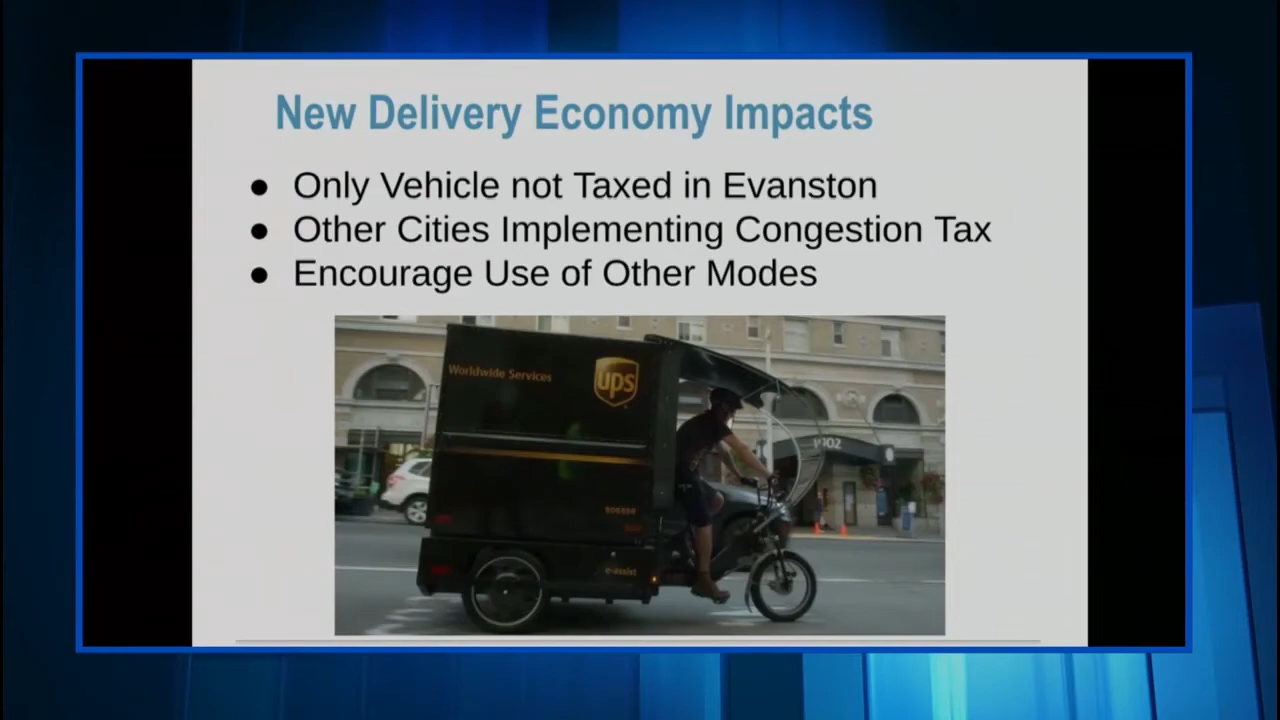 New Delivery Economy Impacts
● Only Vehicle not Taxed in Evanston
● Other Cities Implementing Congestion Tax
● Encourage Use of Other Modes
Worldwide Services
ups
1002
e-assist